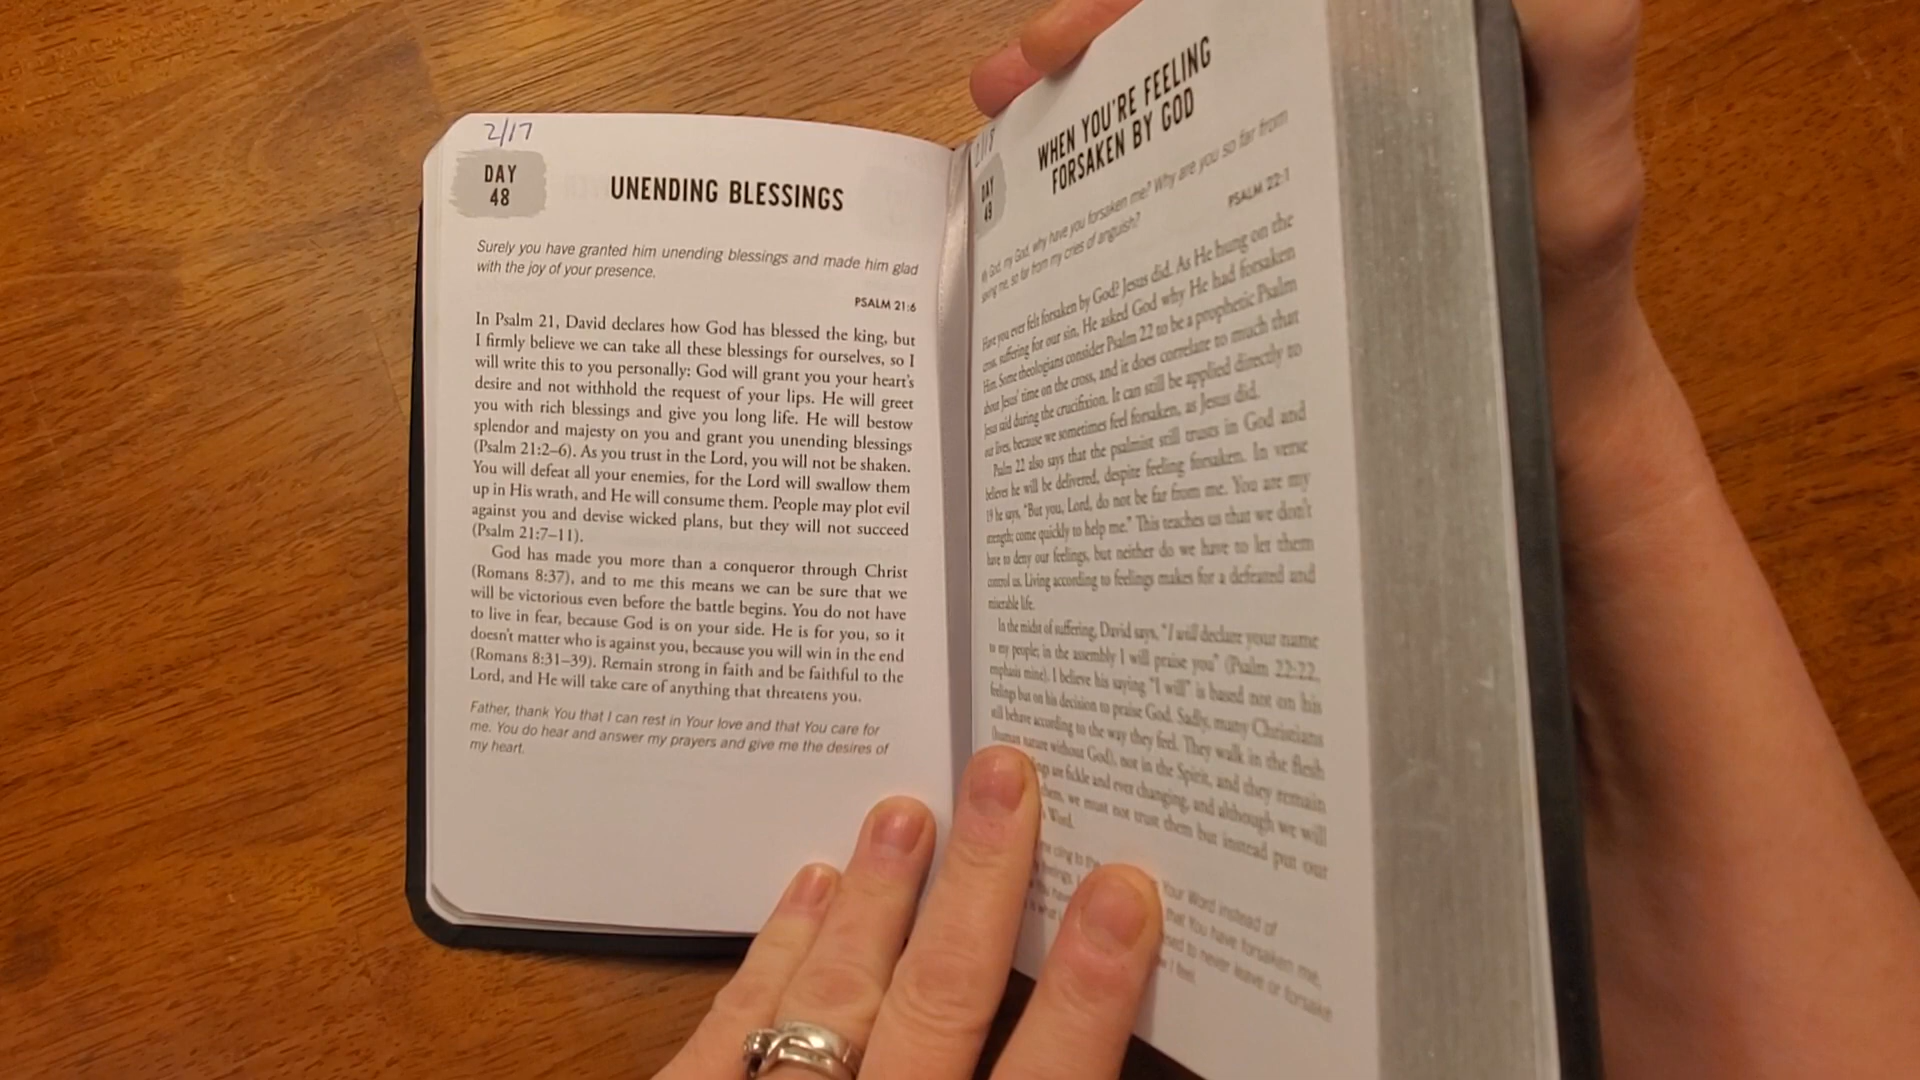 2/17
DAY
48
UNENDING BLESSINGS
Surely you have granted him unending blessings and made him glad
with the joy of your presence.
PSALM 21:6
In Psalm 21, David declares how God has blessed the king, but
I firmly believe we can take all these blessings for ourselves, so I
will write this to you personally: God will grant you your heart's
desire and not withhold the request of your lips. He will greet
you with rich blessings and give you long life. He will bestow
splendor and majesty on you and grant you unending blessings
(Psalm 21:2–6). As you trust in the Lord, you will not be shaken.
You will defeat all your enemies, for the Lord will swallow them
up in His wrath, and He will consume them. People may plot evil
against you and devise wicked plans, but they will not succeed
(Psalm 21:7–11).
God has made you more than a conqueror through Christ
(Romans 8:37), and to me this means we can be sure that we
will be victorious even before the battle begins. You do not have
to live in fear, because God is on your side. He is for you, so it
doesn't matter who is against you, because you will win in the end
(Romans 8:31–39). Remain strong in faith and be faithful to the
Lord, and He will take care of anything that threatens you.
Father, thank You that I can rest in Your love and that You care for
me. You do hear and answer my prayers and give me the desires of
my heart.
DAY
49
WHEN YOU'RE FEELING
FORSAKEN BY GOD
My God, my God, why have you forsaken me? Why are you so far from
saving me, so far from my cries of anguish?
PSALM 22:1
Have you ever felt forsaken by God? Jesus did. As He hung on the
cross, suffering for our sin, He asked God why He had forsaken
Him. Some theologians consider Psalm 22 to be a prophetic Psalm
about Jesus' time on the cross, and it does correlate to much that
Jesus said during the crucifixion. It can still be applied directly to
our lives, because we sometimes feel forsaken, as Jesus did.
Psalm 22 also says that the psalmist still trusts in God and
believes he will be delivered, despite feeling forsaken. In verse
19 he says, "But you, Lord, do not be far from me. You are my
strength; come quickly to help me." This teaches us that we don't
have to deny our feelings, but neither do we have to let them
control us. Living according to feelings makes for a defeated and
miserable life.
In the midst of suffering, David says, "I will declare your name
to my people; in the assembly I will praise you" (Psalm 22:22,
emphasis mine). I believe his saying "I will" is based not on his
feelings but on his decision to praise God. Sadly, many Christians
still behave according to the way they feel. They walk in the flesh
(human nature without God), not in the Spirit, and they remain
are fickle and ever changing, and although we will
them, we must not trust them but instead put our
Word.
cling to the Your Word instead of
that You have forsaken me,
to never leave or forsake
I feel.